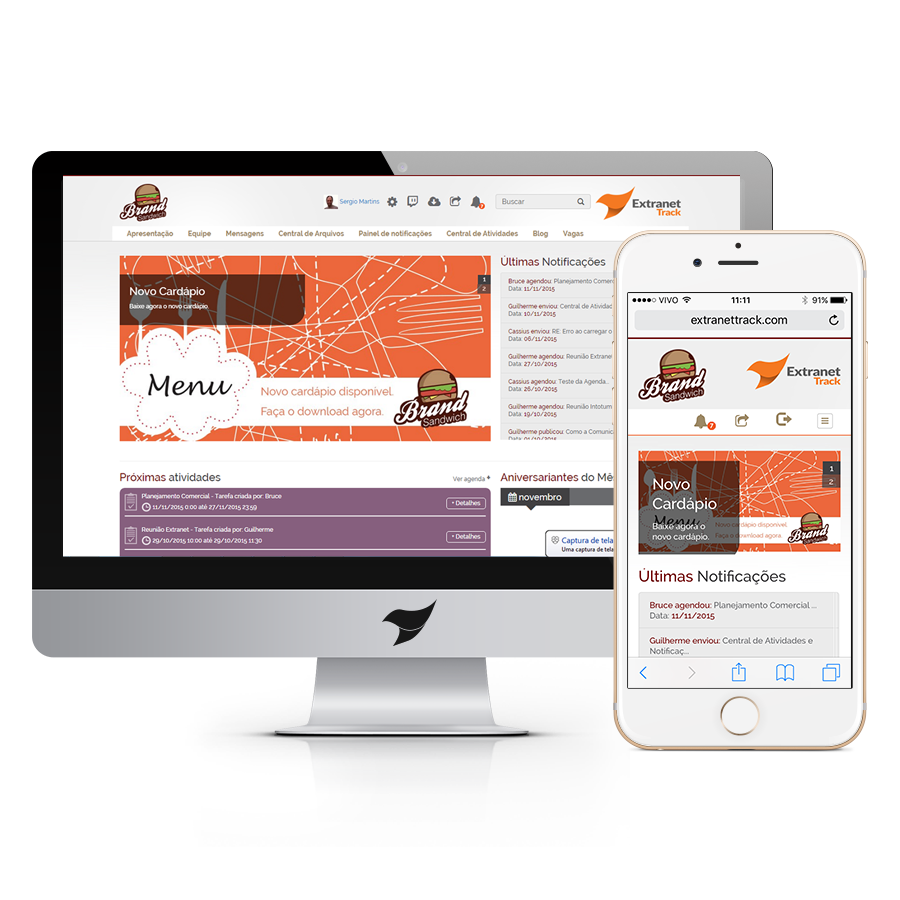 Brand
Sandwich
Sergio Martins
7
Buscar
Extranet
Track
Apresentação Equipe Mensagens Central de Arquivos Painel de notificações Central de Atividades Blog Vagas
Novo Cardápio
Baixe agora o novo cardápio.
1
2
Menu
Novo cardápio disponível.
Faça o download agora.
Brand
Sandwich
Últimas Notificações
Bruce agendou: Planejamento Comer
Data: 11/11/2015
Guilherme enviou: Central de Atividad
Data: 10/11/2015
Cassius enviou: RE: Erro ao carregar o
Data: 06/11/2015
Guilherme agendou: Reunião Extranet
Data: 27/10/2015
Cassius agendou: Teste da Agenda...
Data: 26/10/2015
Guilherme agendou: Reunião Intotum
Data: 19/10/2015
Guilherme publicou: Como a Comunic
Próximas atividades
Ver agenda +
Planejamento Comercial - Tarefa criada por: Bruce
11/11/2015 0:00 até 27/11/2015 23:59
+ Detalhes
Reunião Extranet - Tarefa criada por: Guilherme
29/10/2015 10:00 até 29/10/2015 11:30
+ Detalhes
Aniversariantes do Mê
novembro
Captura de tela
Uma captura de tela
VIVO 11:11 91%
extranettrack.com
Brand
Sandwich
Extranet
Track
7
Novo
Cardápio
Baixe agora o
novo cardápio.
1
2
Menu
Novo cardápio disponível.
Faça o download agora.
Brand
Sandwich
Últimas Notificações
Bruce agendou: Planejamento Comercial ...
Data: 11/11/2015
Guilherme enviou: Central de Atividades e
Notificaç...